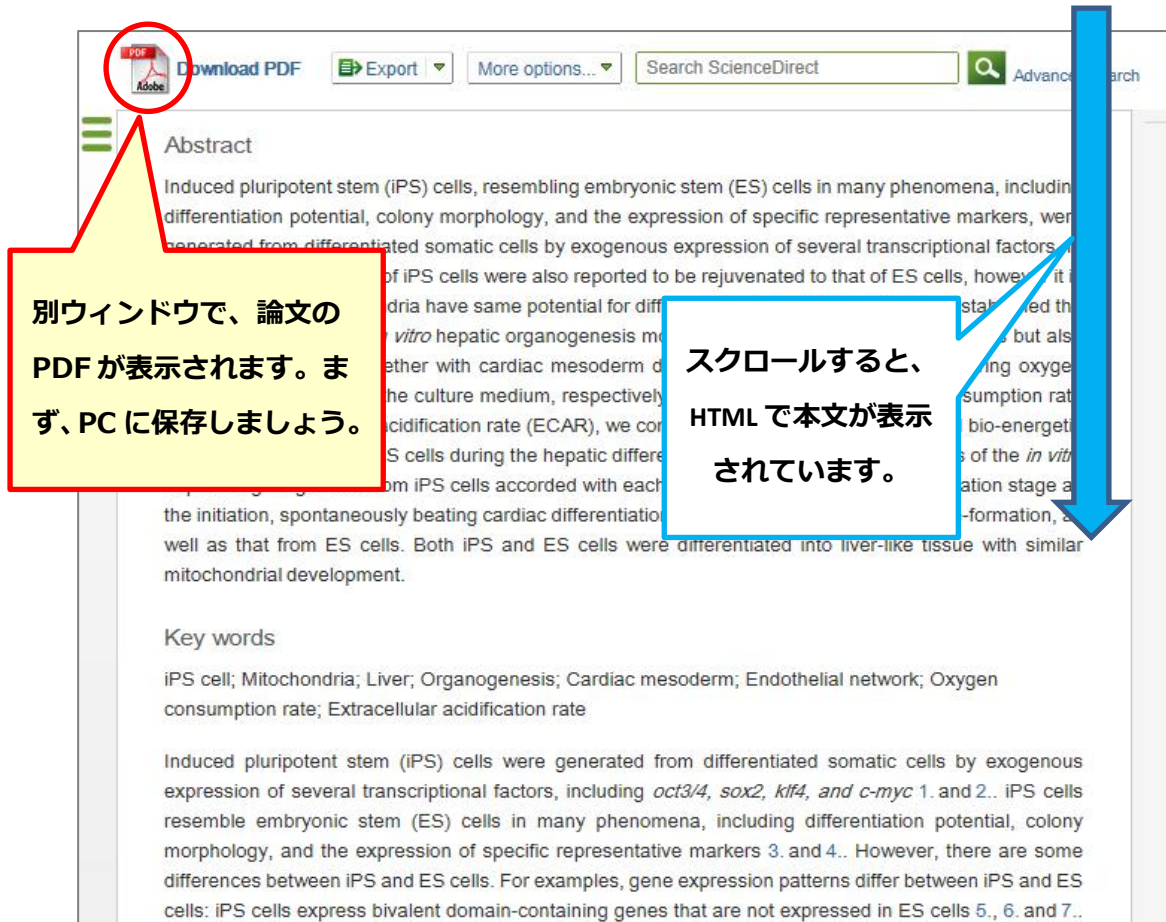 PDF
Adobe
Download PDF
Export
More options...
Search ScienceDirect
Advance arch
Abstract
Induced pluripotent stem (iPS) cells, resembling embryonic stem (ES) cells in many phenomena, includin
differentiation potential, colony morphology, and the expression of specific representative markers, wer
generated from differentiated somatic cells by exogenous expression of several transcriptional factors
of iPS cells were also reported to be rejuvenated to that of ES cells, however it i
dria have same potential for diff stab ed th
vitro hepatic organogenesis m but als
ether with cardiac mesoderm d ring oxyge
he culture medium, respectively sumption rat
cidification rate (ECAR), we co bio-energeti
S cells during the hepatic differe s of the in vitr
om iPS cells accorded with each ation stage a
the initiation, spontaneously beating cardiac differentiation -formation, a
well as that from ES cells. Both iPS and ES cells were differentiated into liver-like tissue with similar
mitochondrial development.
別ウィンドウで、論文の
PDF が表示されます。ま
ず、PC に保存しましょう。
スクロールすると、
HTML で本文が表示
されています。
Key words
iPS cell; Mitochondria; Liver; Organogenesis; Cardiac mesoderm; Endothelial network; Oxygen
consumption rate; Extracellular acidification rate
Induced pluripotent stem (iPS) cells were generated from differentiated somatic cells by exogenous
expression of several transcriptional factors, including oct3/4, sox2, klf4, and c-myc 1. and 2.. iPS cells
resemble embryonic stem (ES) cells in many phenomena, including differentiation potential, colony
morphology, and the expression of specific representative markers 3. and 4.. However, there are some
differences between iPS and ES cells. For examples, gene expression patterns differ between iPS and ES
cells: iPS cells express bivalent domain-containing genes that are not expressed in ES cells 5., 6. and 7..